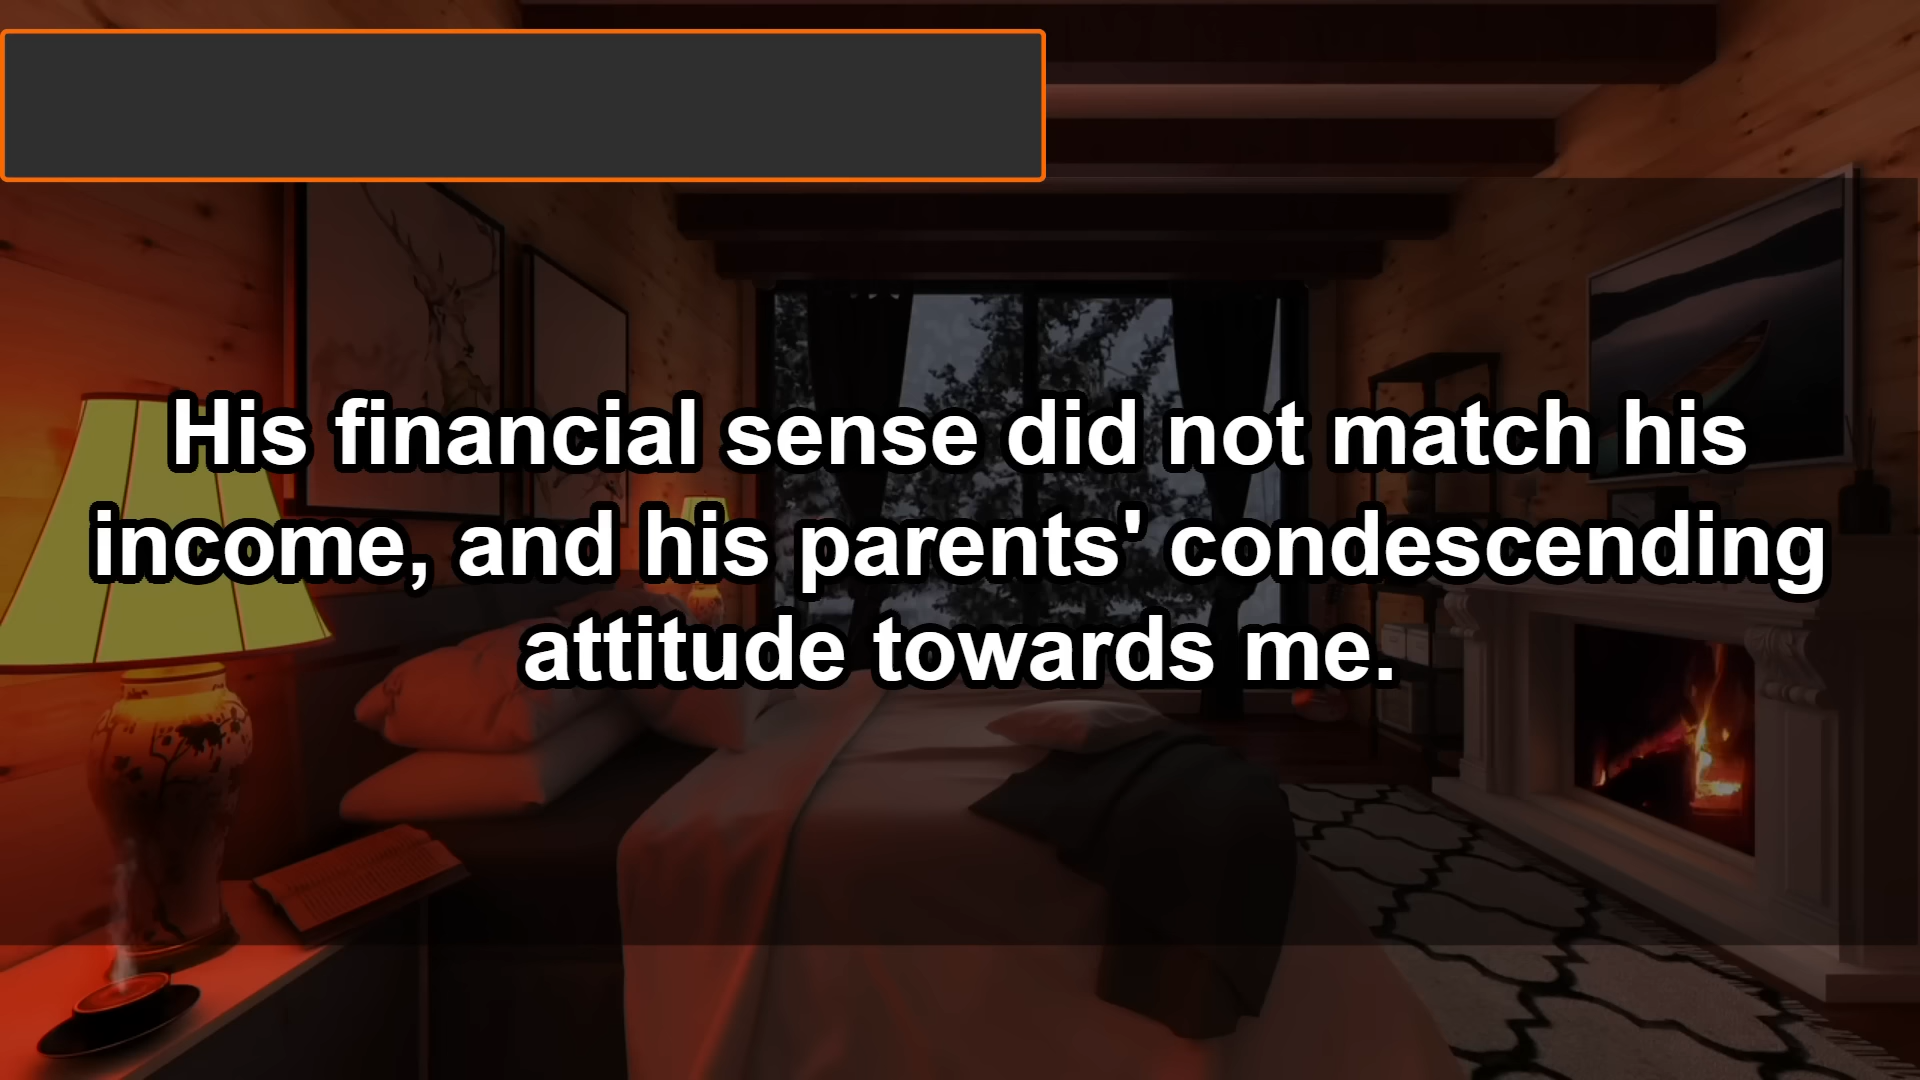 His financial sense did not match his
income, and his parents' condescending
attitude towards me.